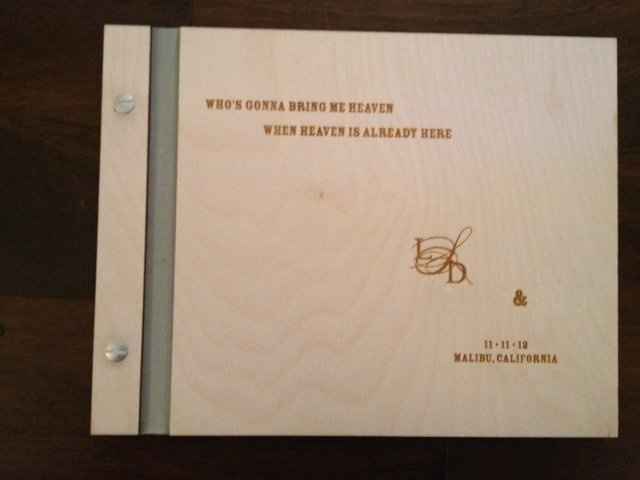 WHO'S GONNA BRING ME HEAVEN
WHEN HEAVEN IS ALREADY HERE
L S D
&
11 • 11 • 12
MALIBU, CALIFORNIA